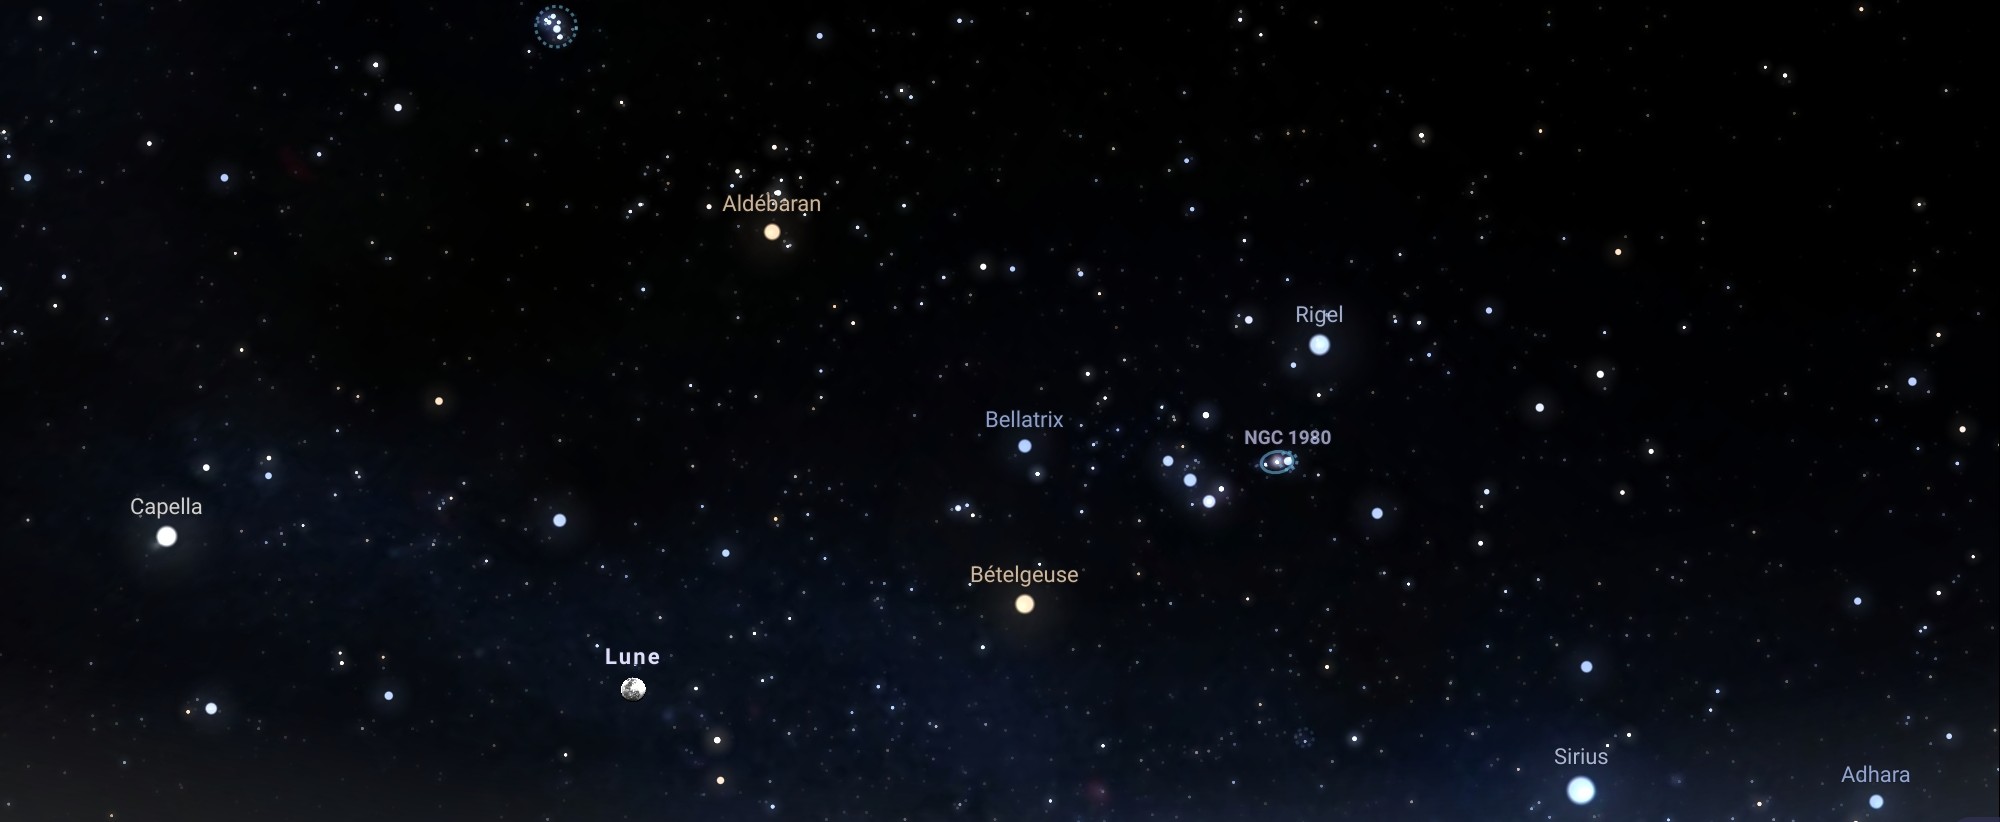 Aldébaran
Rigel
Bellatrix
NGC 1980
Capella
Bételgeuse
Lune
Sirius
Adhara